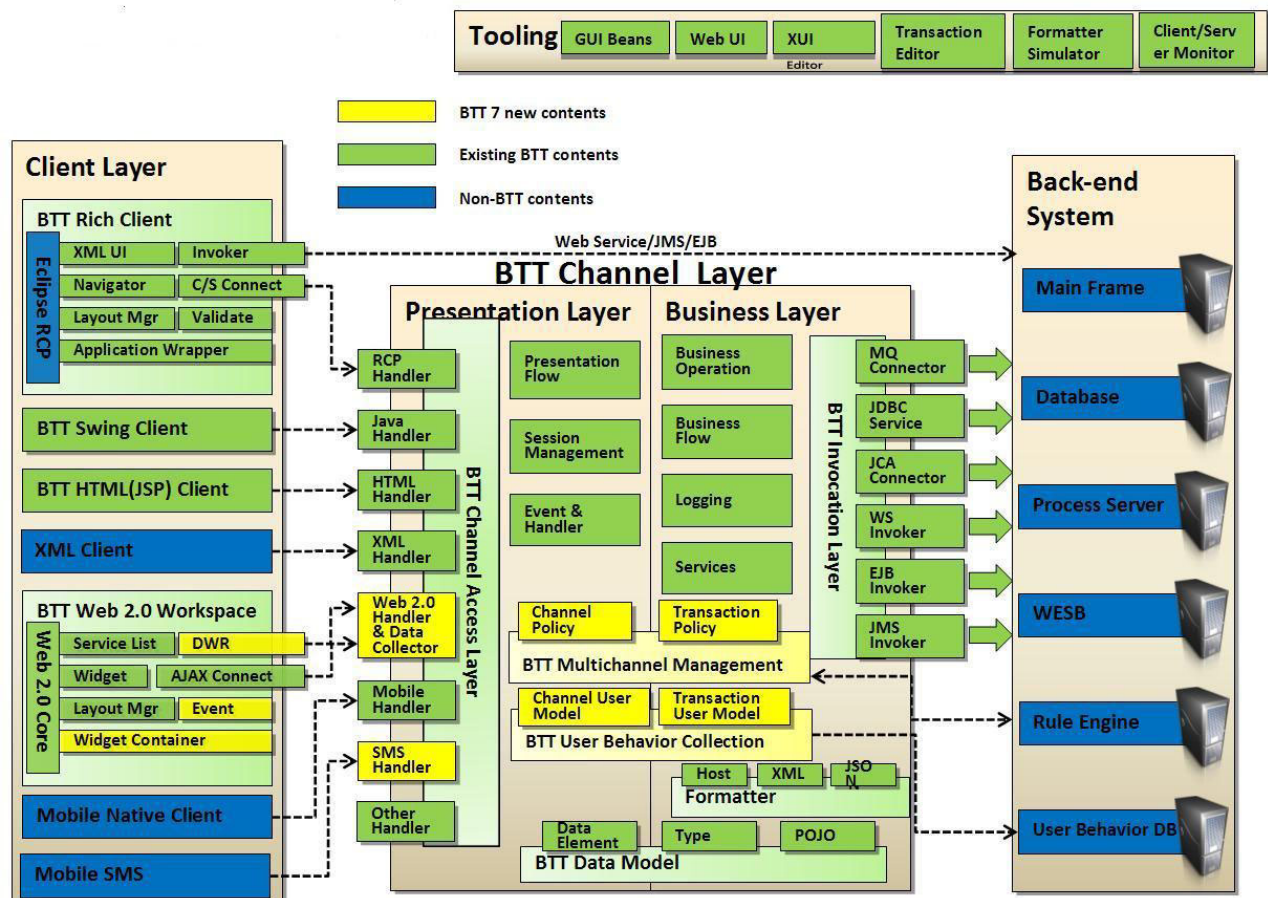 Tooling
GUI Beans
Web UI
XUI
Editor
Transaction
Editor
Formatter
Simulator
Client/Serv
er Monitor
BTT 7 new contents
Existing BTT contents
Non-BTT contents
Client Layer
BTT Rich Client
Eclipse RCP
XML UI
Invoker
Navigator
C/S Connect
Layout Mgr
Validate
Application Wrapper
BTT Swing Client
BTT HTML(JSP) Client
XML Client
BTT Web 2.0 Workspace
Web 2.0 Core
Service List
DWR
Widget
AJAX Connect
Layout Mgr
Event
Widget Container
Mobile Native Client
Mobile SMS
Web Service/JMS/EJB
BTT Channel Layer
Presentation Layer
Business Layer
RCP
Handler
Java
Handler
HTML
Handler
XML
Handler
Web 2.0
Handler
& Data
Collector
Mobile
Handler
SMS
Handler
Other
Handler
BTT Channel Access Layer
Presentation
Flow
Session
Management
Event &
Handler
Business
Operation
Business
Flow
Logging
Services
Channel
Policy
Transaction
Policy
BTT Multichannel Management
Channel User
Model
Transaction
User Model
BTT User Behavior Collection
Host
XML
JSO
N
Formatter
Data
Element
Type
POJO
BTT Data Model
BTT Invocation Layer
MQ
Connector
JDBC
Service
JCA
Connector
WS
Invoker
EJB
Invoker
JMS
Invoker
Back-end
System
Main Frame
Database
Process Server
WESB
Rule Engine
User Behavior DB